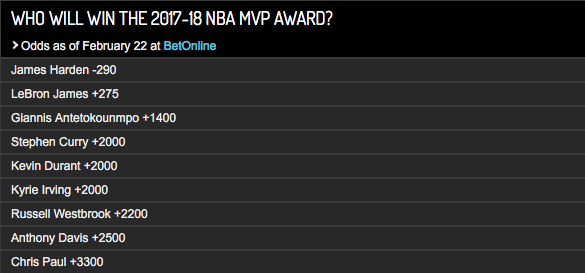 WHO WILL WIN THE 2017-18 NBA MVP AWARD?
Odds as of February 22 at BetOnline
James Harden -290
LeBron James +275
Giannis Antetokounmpo +1400
Stephen Curry +2000
Kevin Durant +2000
Kyrie Irving +2000
Russell Westbrook +2200
Anthony Davis +2500
Chris Paul +3300